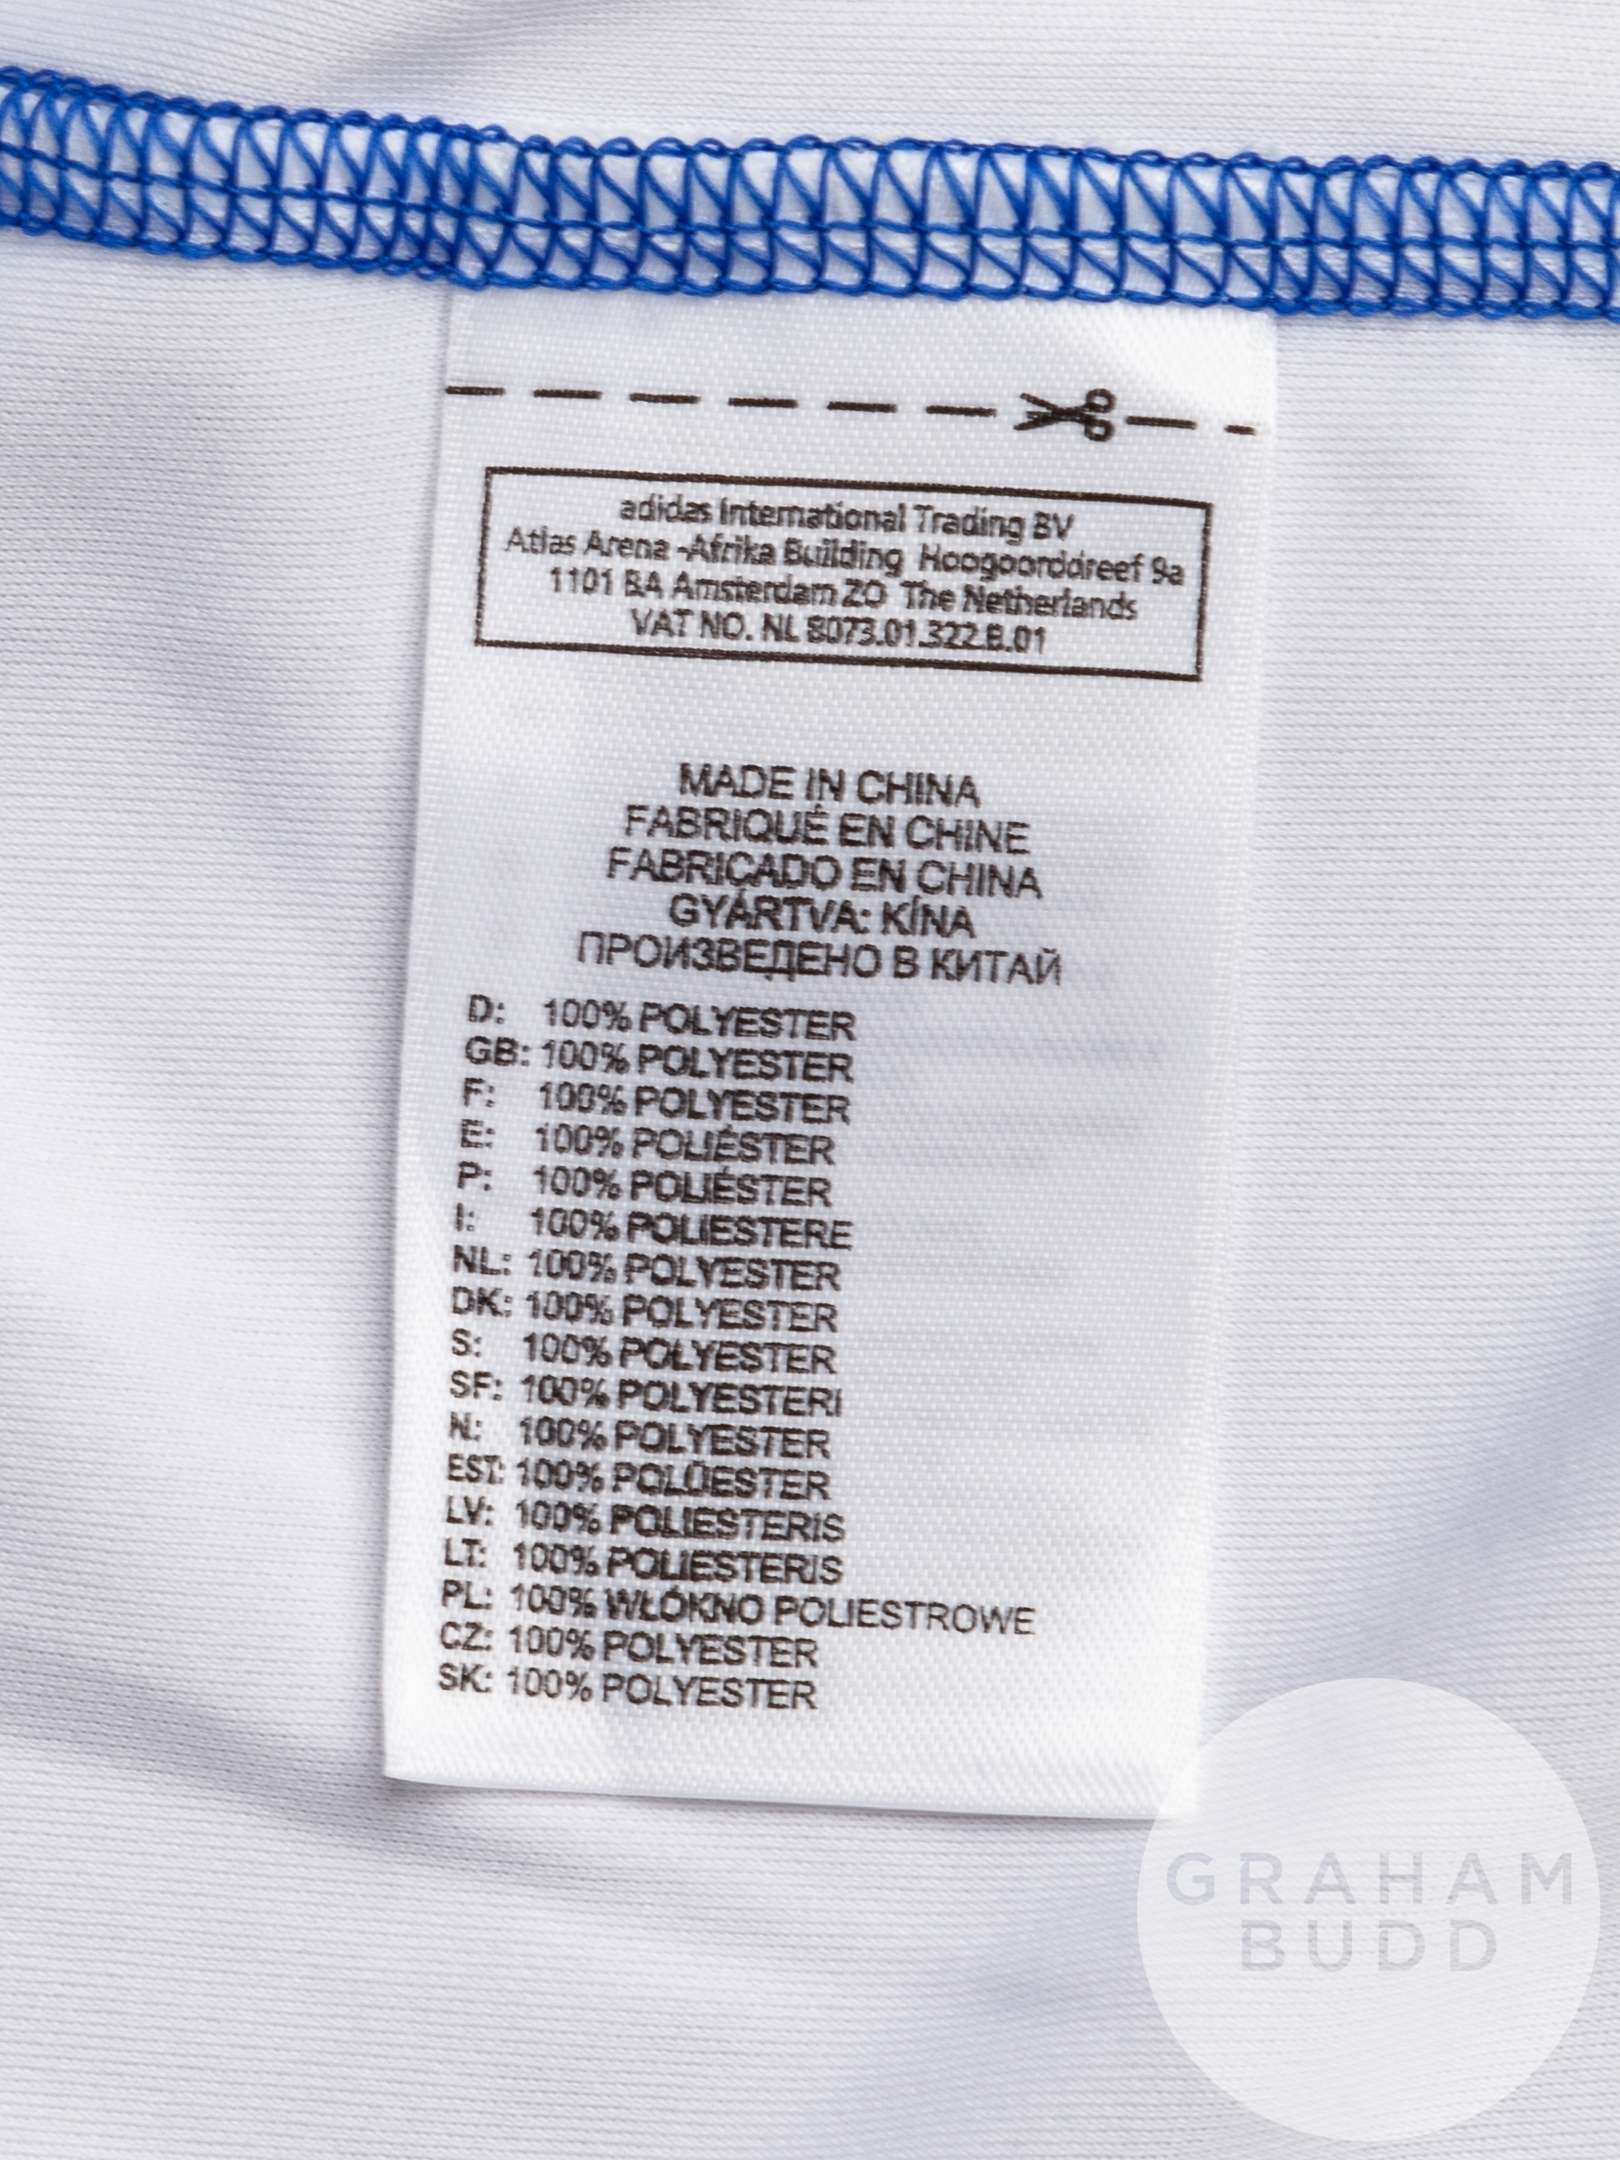 adidas International Trading BV
Atlas Arena -Afrika Building Hoogoorddreef 9a
1101 BA Amsterdam ZO The Netherlands
VAT NO. NL 8073.01.322.B.01
MADE IN CHINA
FABRIQUÉ EN CHINE
FABRICADO EN CHINA
GYÁRTVA: KÍNA
ПРОИЗВЕДЕНО В КИТАЙ
D: 100% POLYESTER
GB: 100% POLYESTER
F: 100% POLYESTER
E: 100% POLIÉSTER
P: 100% POLIÉSTER
I: 100% POLIESTERE
NL: 100% POLYESTER
DK: 100% POLYESTER
S: 100% POLYESTER
SF: 100% POLYESTERI
N: 100% POLYESTER
EST: 100% POLÜESTER
LV: 100% POLIESTERIS
LT: 100% POLIESTERIS
PL: 100% WŁÓKNO POLIESTROWE
CZ: 100% POLYESTER
SK: 100% POLYESTER
GRAHAM
BUDD